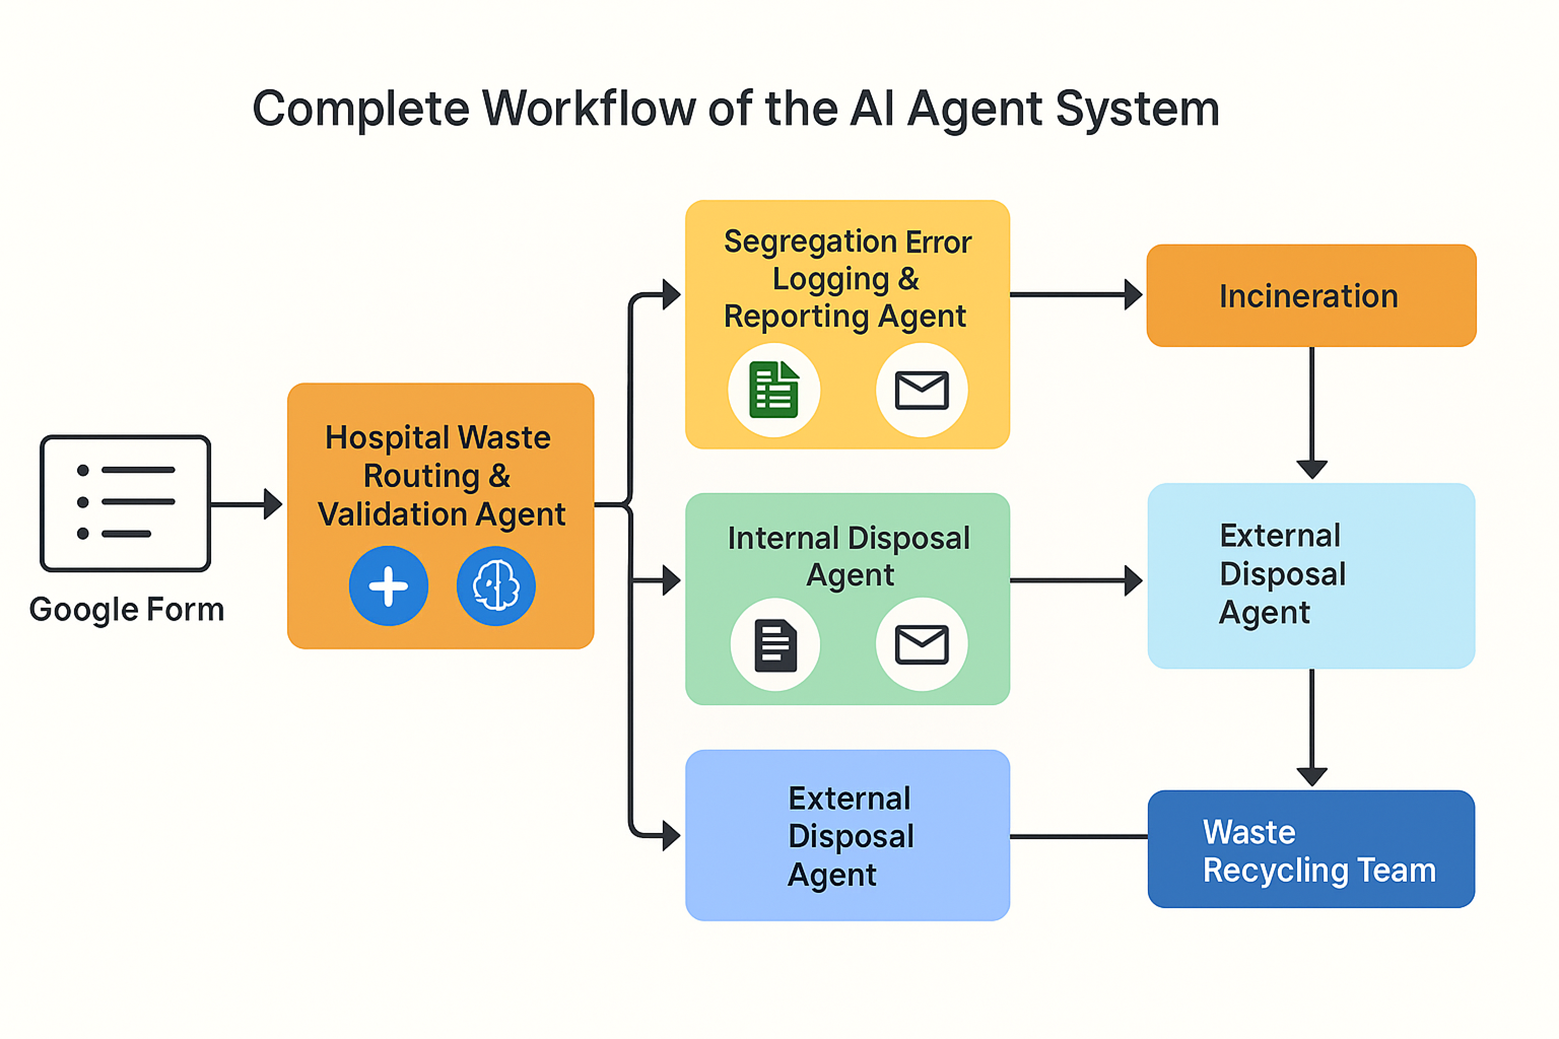 Complete Workflow of the AI Agent System
Google Form
Hospital Waste
Routing &
Validation Agent
Segregation Error
Logging &
Reporting Agent
Internal Disposal
Agent
External
Disposal
Agent
Incineration
External
Disposal
Agent
Waste
Recycling Team